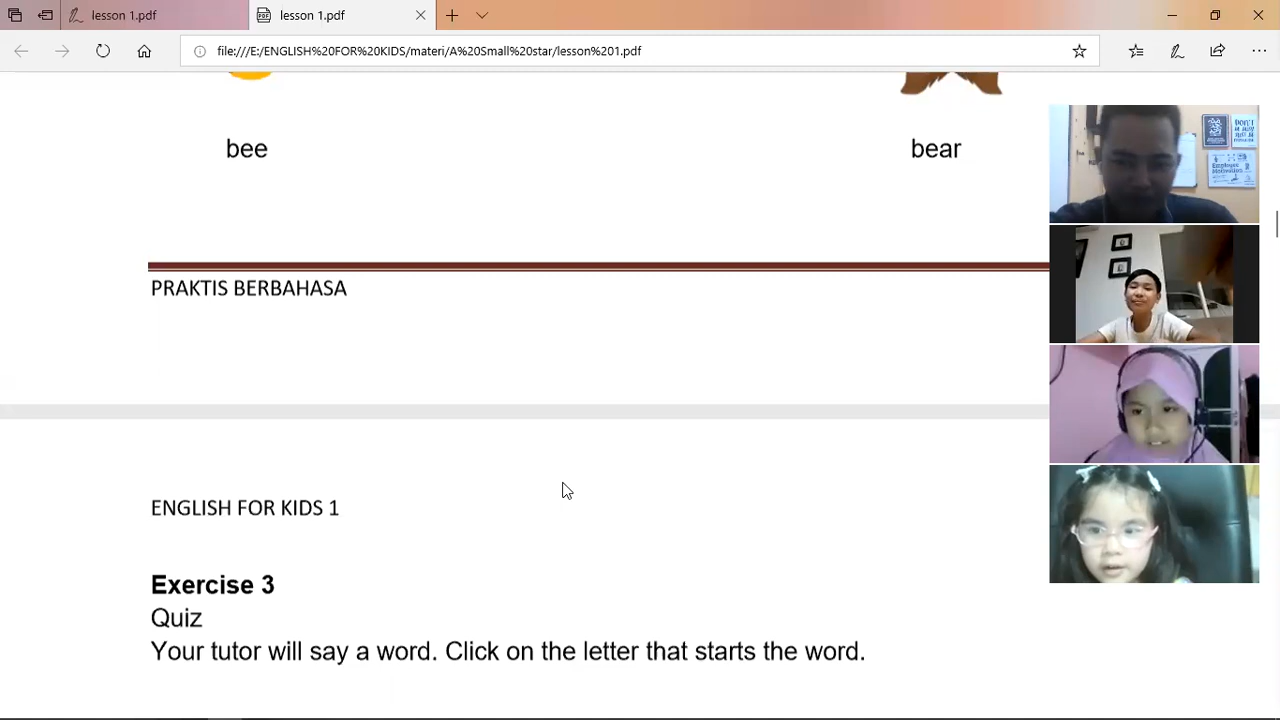 lesson 1.pdf
lesson 1.pdf
file:///E:/ENGLISH%20FOR%20KIDS/materi/A%20Small%20star/lesson%201.pdf
bee
bear
PRAKTIS BERBAHASA
ENGLISH FOR KIDS 1
Exercise 3
Quiz
Your tutor will say a word. Click on the letter that starts the word.